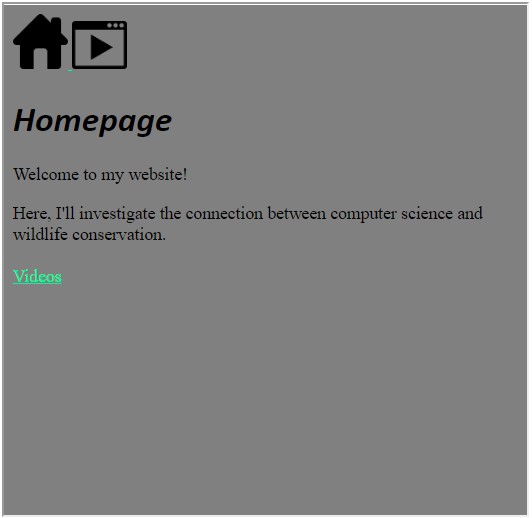 Homepage
Welcome to my website!
Here, I'll investigate the connection between computer science and
wildlife conservation.
Videos